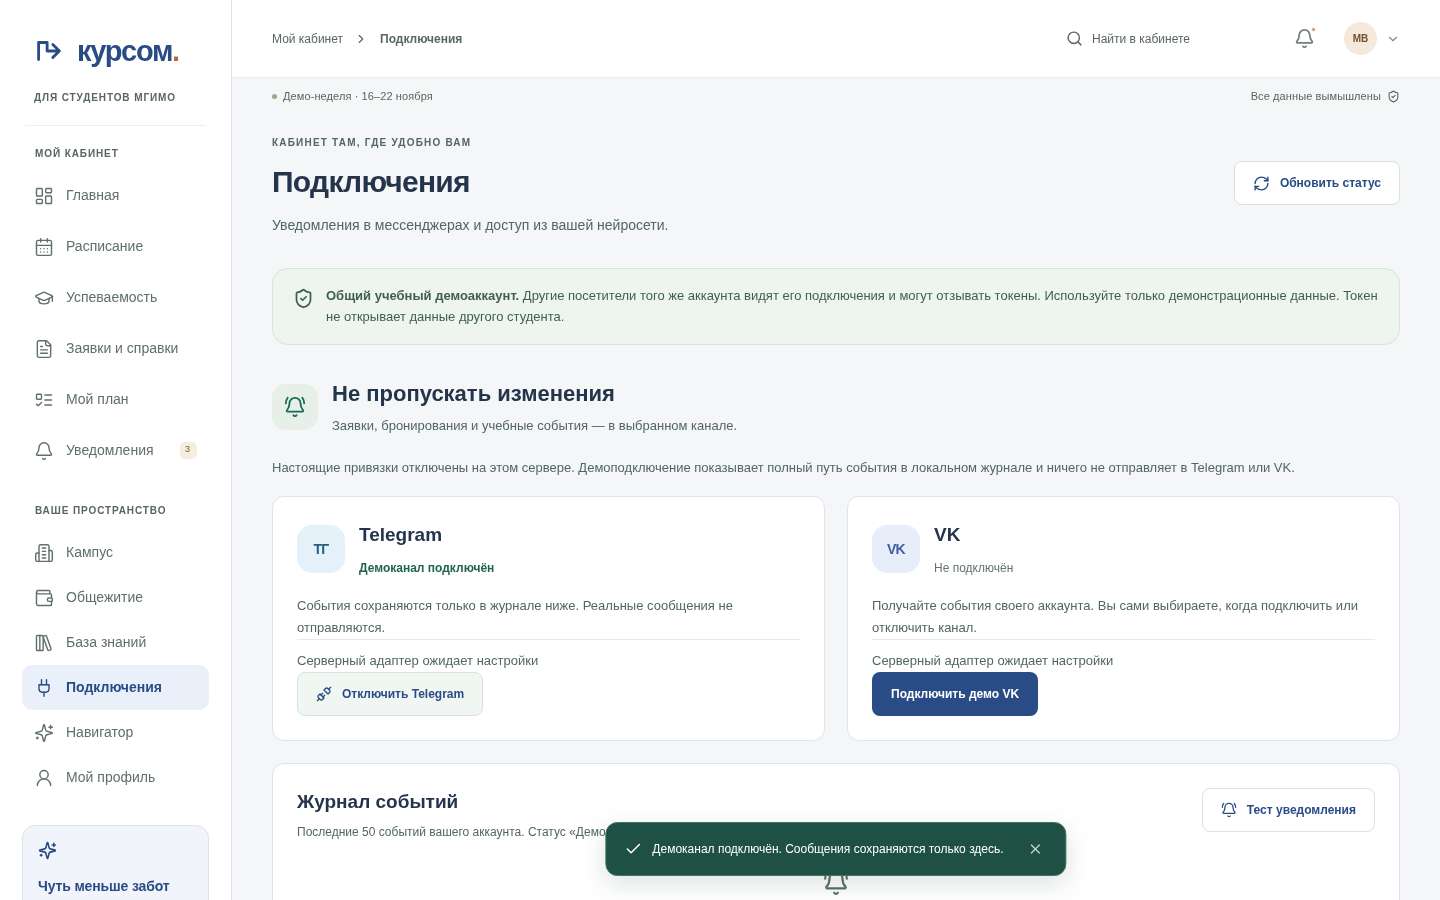 курсом.
ДЛЯ СТУДЕНТОВ МГИМО
МОЙ КАБИНЕТ
Главная
Расписание
Успеваемость
Заявки и справки
Мой план
Уведомления 3
ВАШЕ ПРОСТРАНСТВО
Кампус
Общежитие
База знаний
Подключения
Навигатор
Мой профиль
Чуть меньше забот
Мой кабинет Подключения
Найти в кабинете
МВ
Демо-неделя · 16–22 ноября
Все данные вымышлены
КАБИНЕТ ТАМ, ГДЕ УДОБНО ВАМ
Подключения
Обновить статус
Уведомления в мессенджерах и доступ из вашей нейросети.
Общий учебный демоаккаунт. Другие посетители того же аккаунта видят его подключения и могут отзывать токены. Используйте только демонстрационные данные. Токен
не открывает данные другого студента.
Не пропускать изменения
Заявки, бронирования и учебные события — в выбранном канале.
Настоящие привязки отключены на этом сервере. Демоподключение показывает полный путь события в локальном журнале и ничего не отправляет в Telegram или VK.
ТГ
Telegram
Демоканал подключён
События сохраняются только в журнале ниже. Реальные сообщения не
отправляются.
Серверный адаптер ожидает настройки
Отключить Telegram
VK
VK
Не подключён
Получайте события своего аккаунта. Вы сами выбираете, когда подключить или
отключить канал.
Серверный адаптер ожидает настройки
Подключить демо VK
Журнал событий
Тест уведомления
Последние 50 событий вашего аккаунта. Статус «Демо
Демоканал подключён. Сообщения сохраняются только здесь.